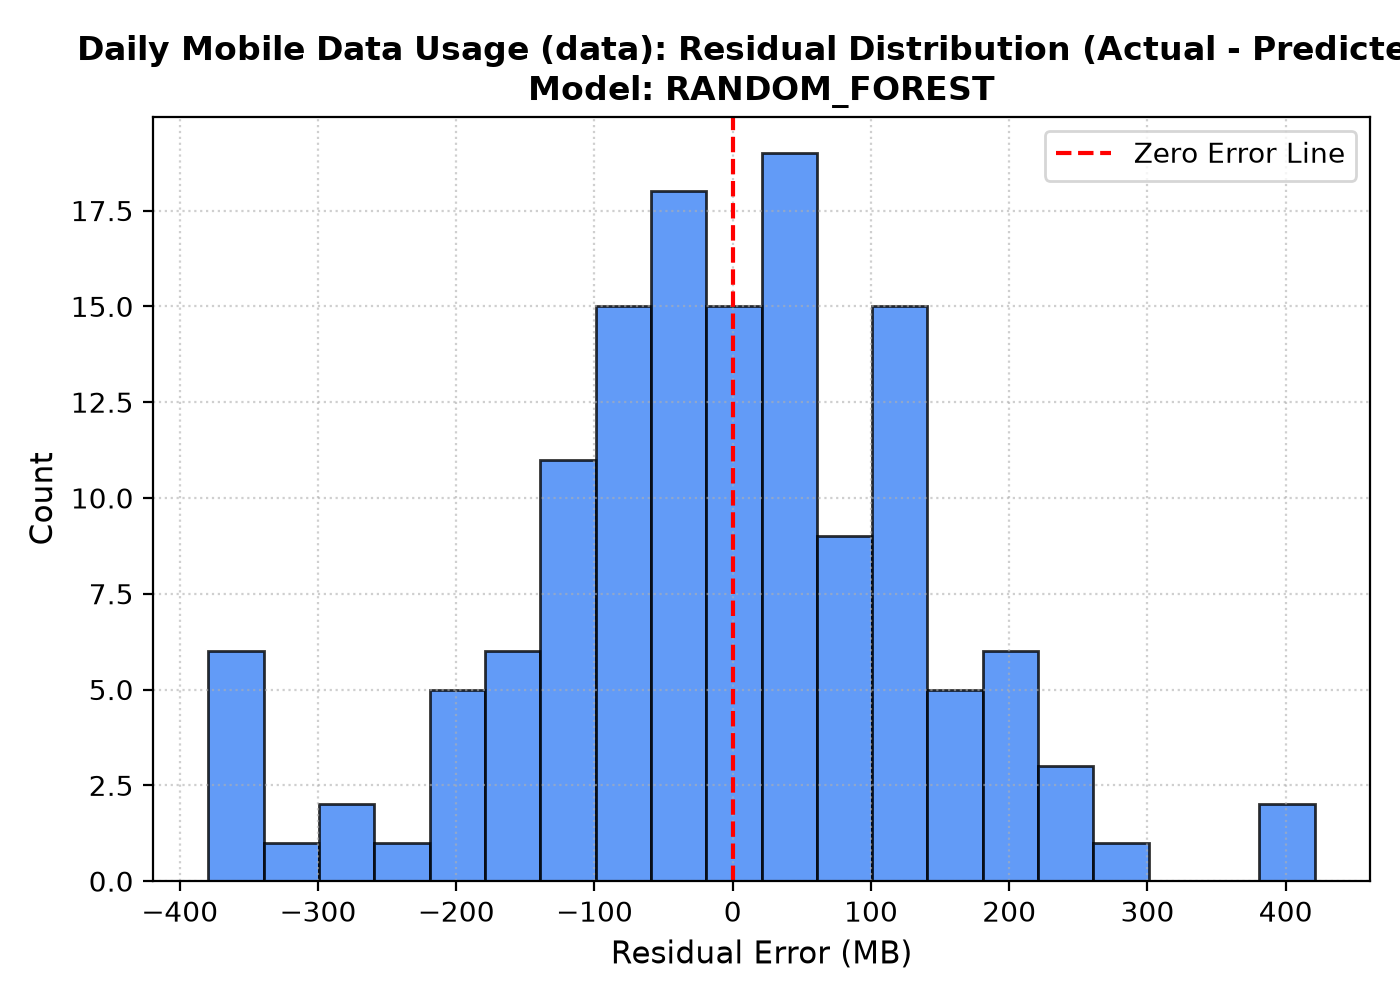 Daily Mobile Data Usage (data): Residual Distribution (Actual - Predicte
Model: RANDOM_FOREST
Zero Error Line
17.5
15.0
12.5
10.0
7.5
5.0
2.5
0.0
Count
−400 −300 −200 −100 0 100 200 300 400
Residual Error (MB)